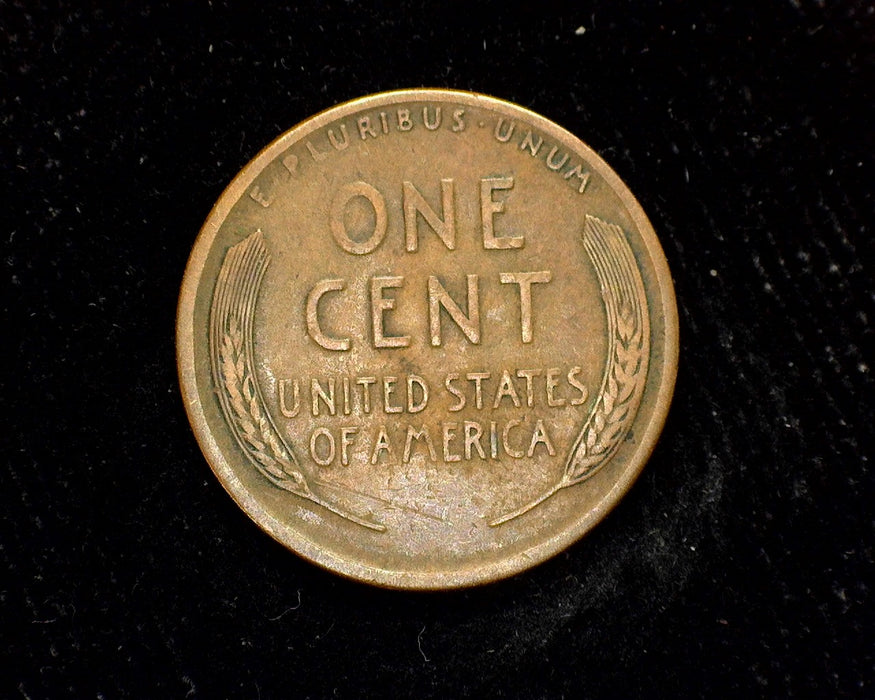 E PLURIBUS · UNUM
ONE
CENT
UNITED STATES
OF AMERICA